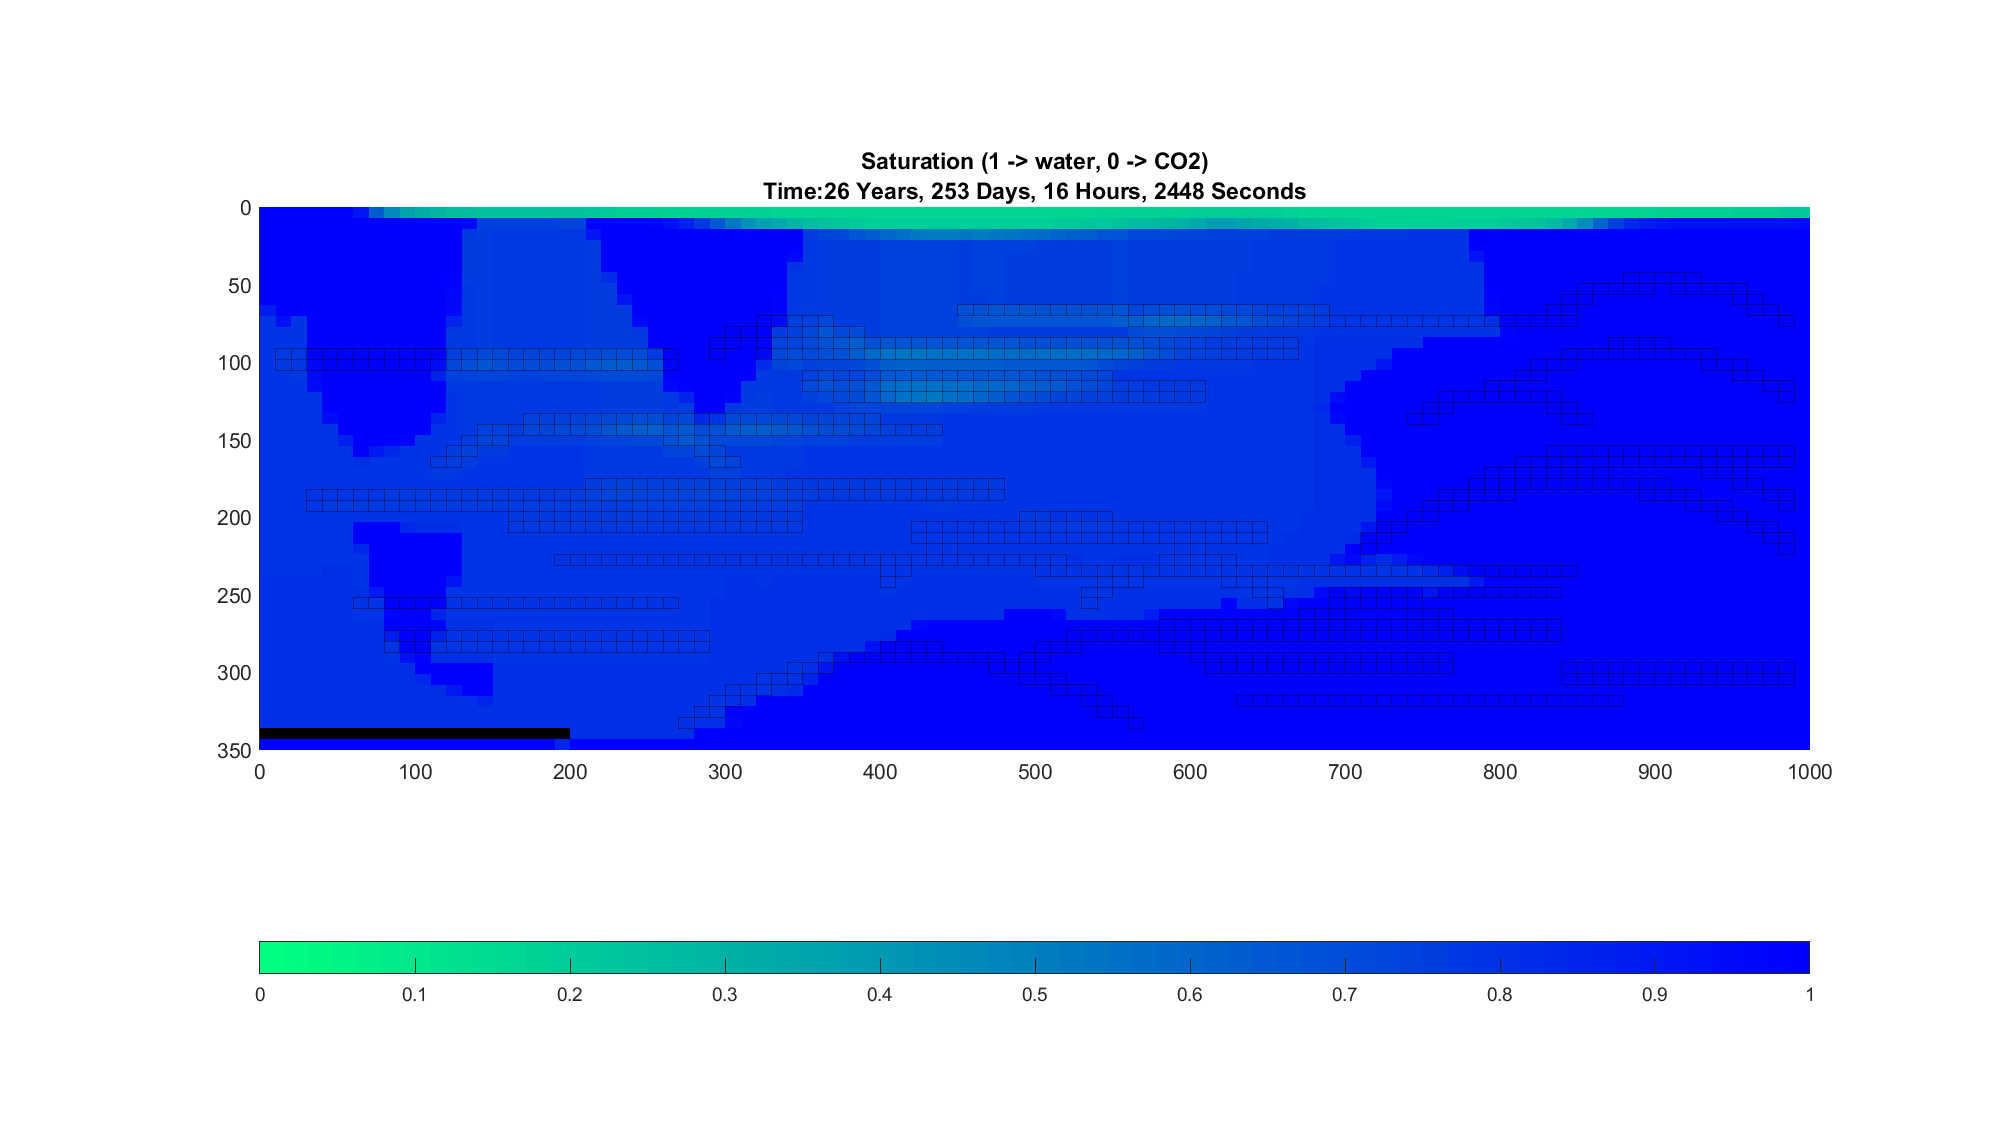 Saturation (1 -> water, 0 -> CO2)
Time:26 Years, 253 Days, 16 Hours, 2448 Seconds
0
50
100
150
200
250
300
350
0 100 200 300 400 500 600 700 800 900 1000
0 0.1 0.2 0.3 0.4 0.5 0.6 0.7 0.8 0.9 1